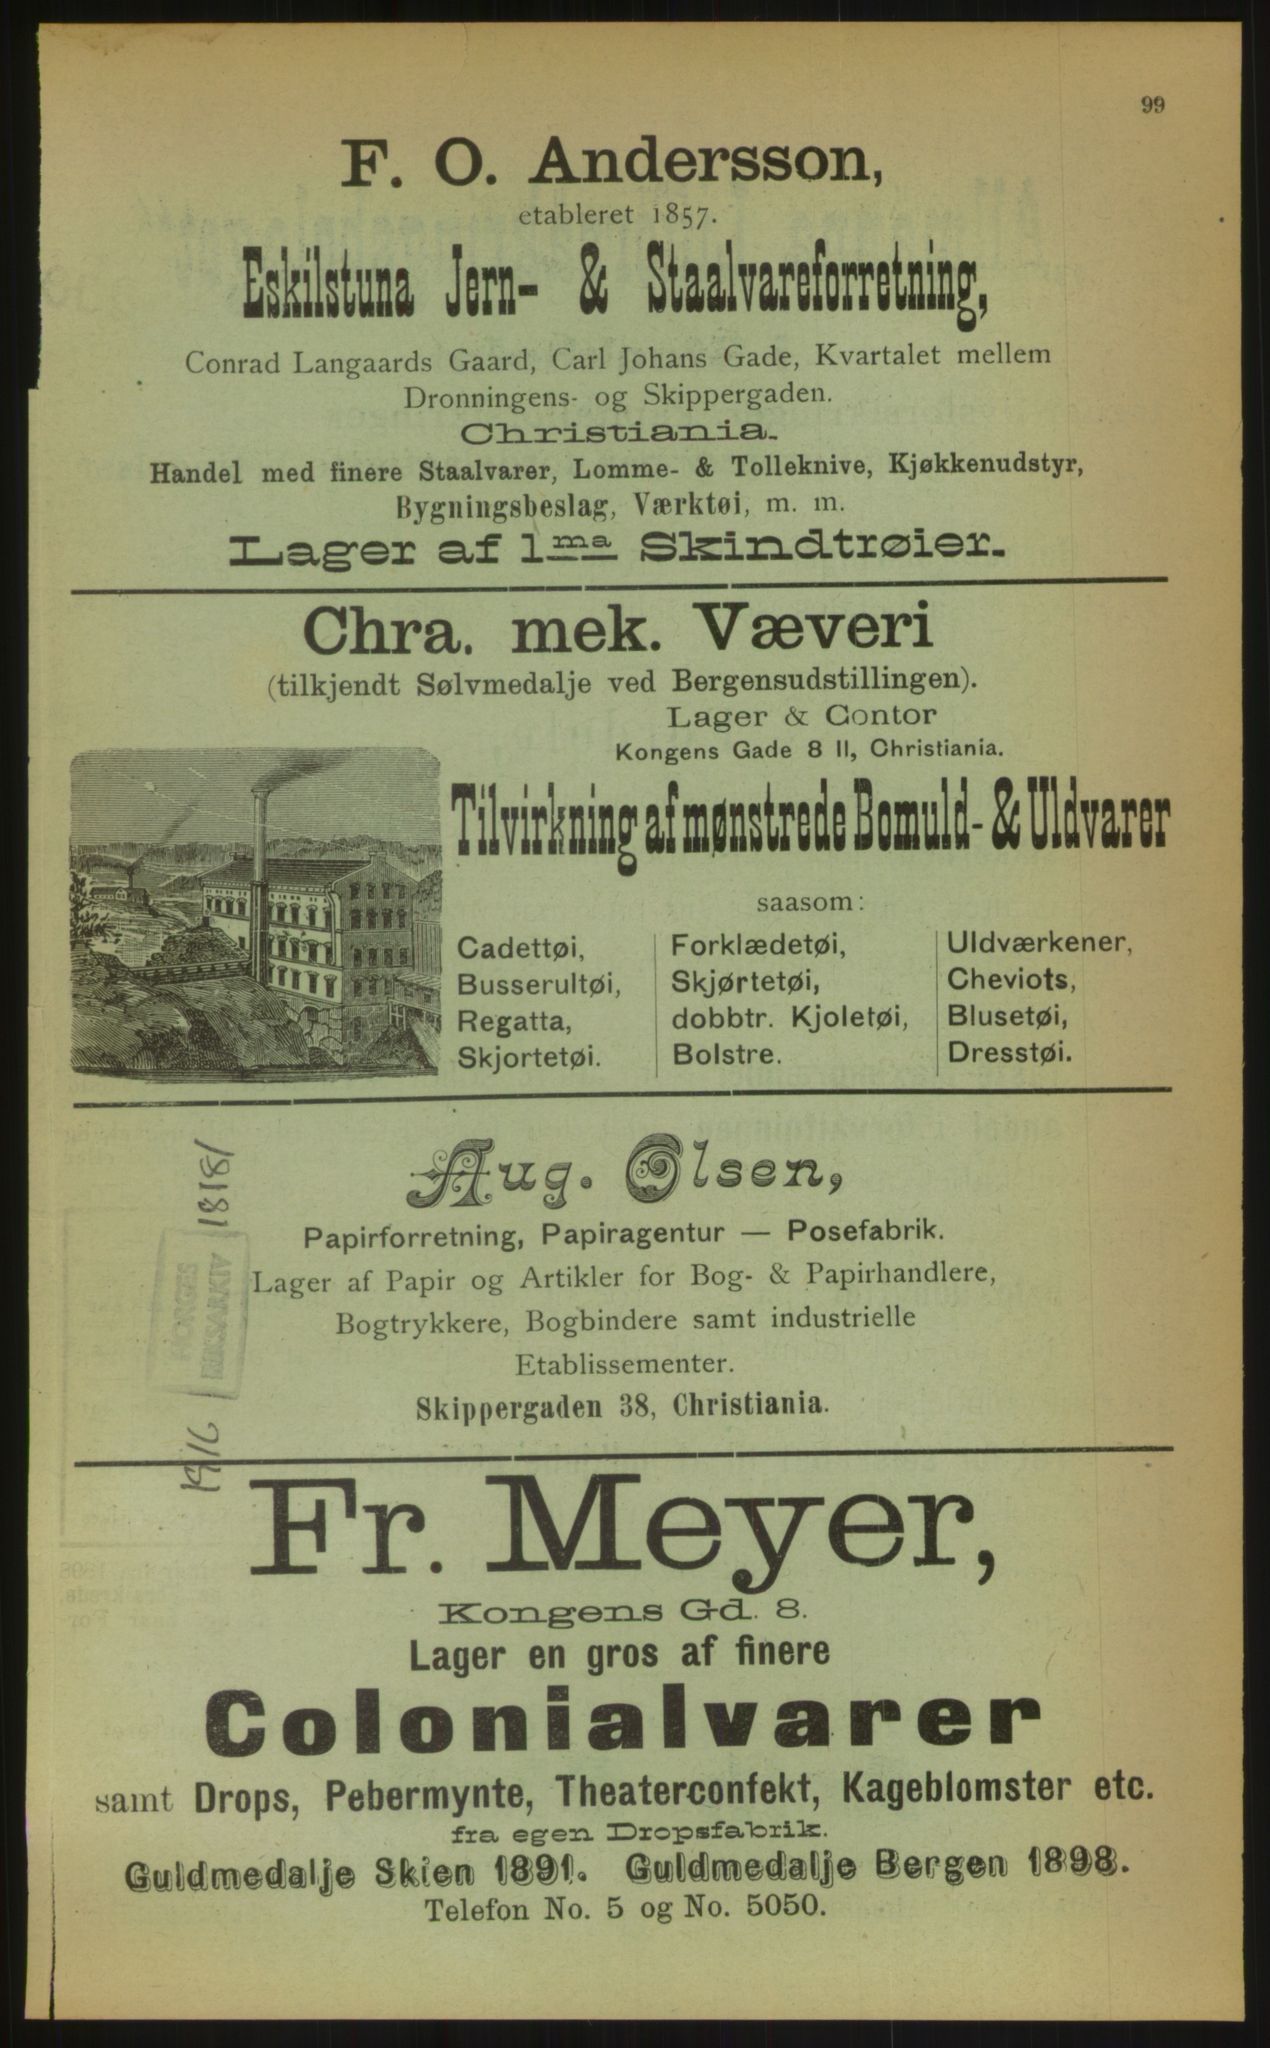 99
F. O. Andersson,
etableret 1857.
Eskilstuna Jern- & Staalvareforretning,
Conrad Langaards Gaard, Carl Johans Gade, Kvartalet mellem
Dronningens- og Skippergaden.
Christiania.
Handel med finere Staalvarer, Lomme- & Tolleknive, Kjøkkenudstyr,
Bygningsbeslag, Værktøi, m. m.
Lager af 1ma Skindtrøier.
Chra. mek. Væveri
(tilkjendt Sølvmedalje ved Bergensudstillingen).
Lager & Contor
Kongens Gade 8 II, Christiania.
Tilvirkning af mønstrede Bomuld- & Uldvarer
saasom:
Cadettøi,
Busserultøi,
Regatta,
Skjortetøi.
Forklædetøi,
Skjørtetøi,
dobbtr. Kjoletøi,
Bolstre.
Uldværkener,
Cheviots,
Blusetøi,
Dresstøi.
Aug. Olsen,
Papirforretning, Papiragentur — Posefabrik.
Lager af Papir og Artikler for Bog- & Papirhandlere,
Bogtrykkere, Bogbindere samt industrielle
Etablissementer.
Skippergaden 38, Christiania.
Fr. Meyer,
Kongens Gd. 8.
Lager en gros af finere
Colonialvarer
samt Drops, Pebermynte, Theaterconfekt, Kageblomster etc.
fra egen Dropsfabrik.
Guldmedalje Skien 1891. Guldmedalje Bergen 1898.
Telefon No. 5 og No. 5050.